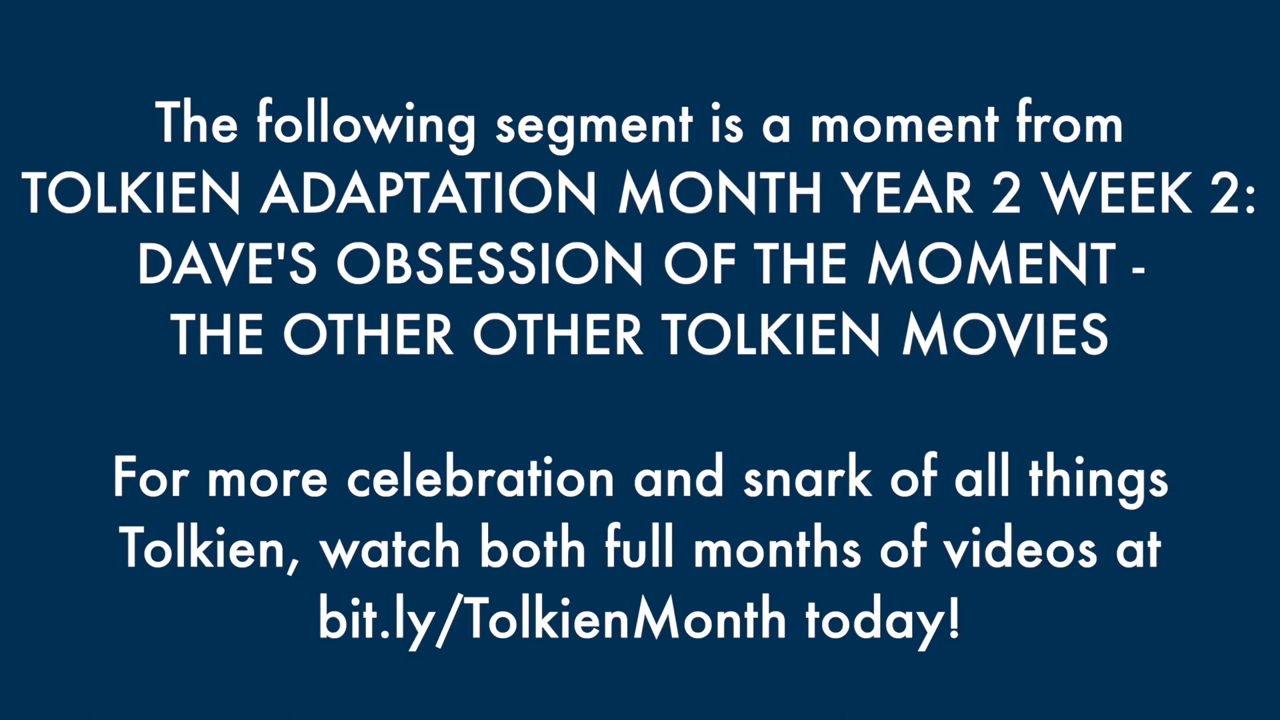 The following segment is a moment from
TOLKIEN ADAPTATION MONTH YEAR 2 WEEK 2:
DAVE'S OBSESSION OF THE MOMENT -
THE OTHER OTHER TOLKIEN MOVIES
For more celebration and snark of all things
Tolkien, watch both full months of videos at
bit.ly/TolkienMonth today!